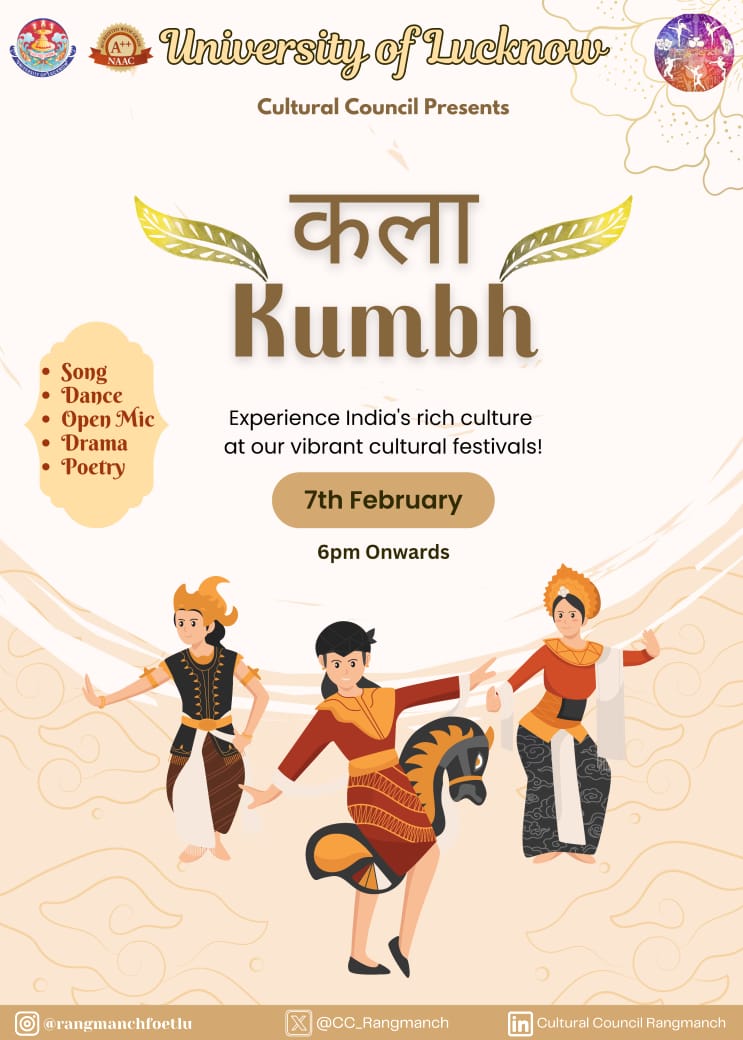 University of Lucknow
A++
NAAC
Cultural Council Presents
कला
Kumbh
• Song
• Dance
• Open Mic
• Drama
• Poetry
Experience India's rich culture
at our vibrant cultural festivals!
7th February
6pm Onwards
@rangmanchfoetlu
@CC_Rangmanch
Cultural Council Rangmanch